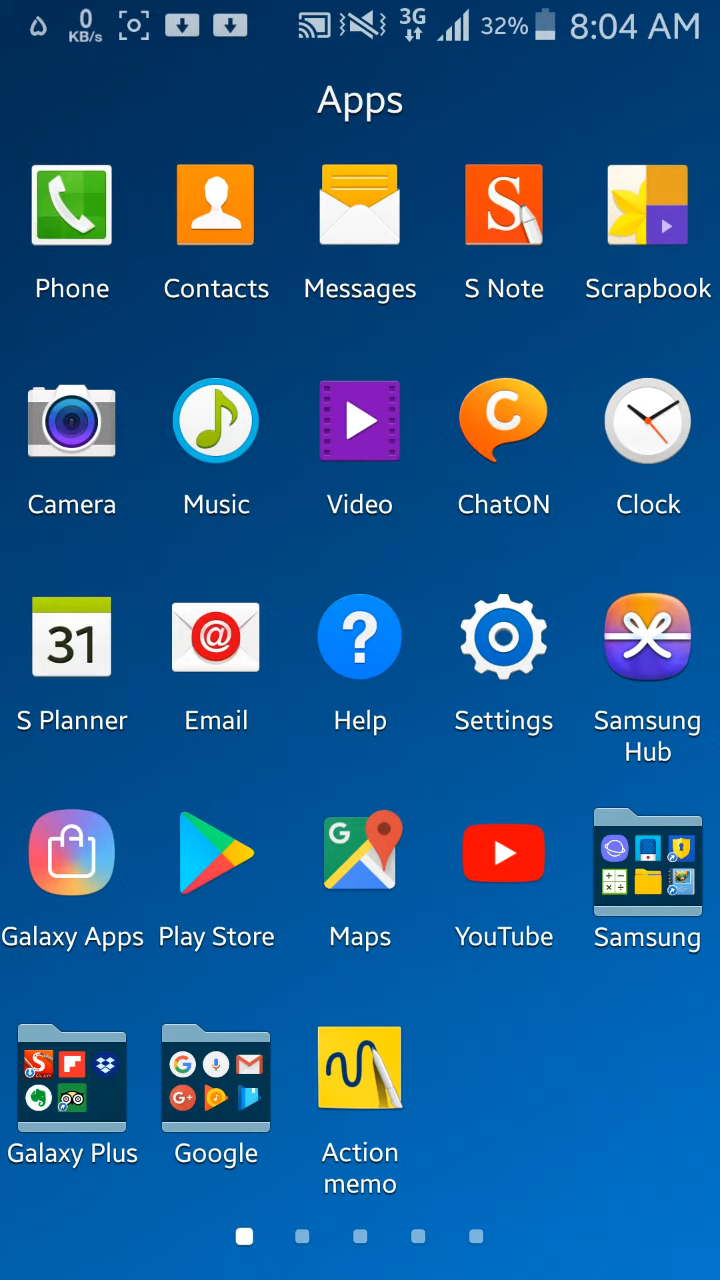 ۵ 0 KB/s 3G 32% 8:04 AM
Apps
Phone Contacts Messages S Note Scrapbook
Camera Music Video ChatON Clock
31
S Planner Email Help Settings Samsung Hub
Galaxy Apps Play Store Maps YouTube Samsung
Galaxy Plus Google Action memo